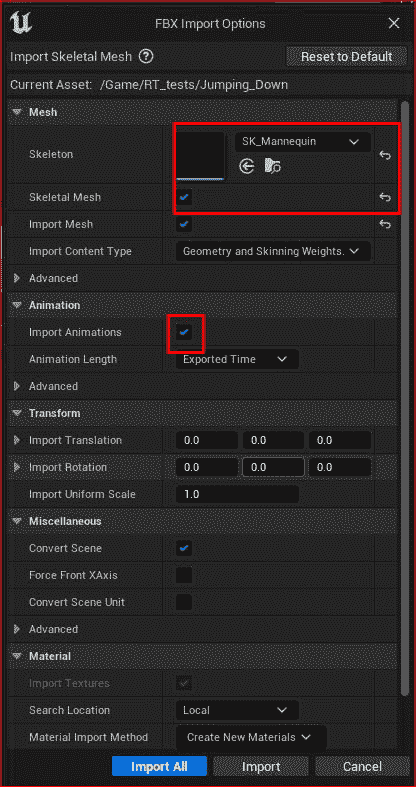 FBX Import Options
Import Skeletal Mesh
Reset to Default
Current Asset: /Game/RT_tests/Jumping_Down
Mesh
Skeleton
SK_Mannequin
Skeletal Mesh
Import Mesh
Import Content Type
Geometry and Skinning Weights.
Advanced
Animation
Import Animations
Animation Length
Exported Time
Advanced
Transform
Import Translation
0.0 0.0 0.0
Import Rotation
0.0 0.0 0.0
Import Uniform Scale
1.0
Miscellaneous
Convert Scene
Force Front XAxis
Convert Scene Unit
Advanced
Material
Import Textures
Search Location
Local
Material Import Method
Create New Materials
Import All
Import
Cancel